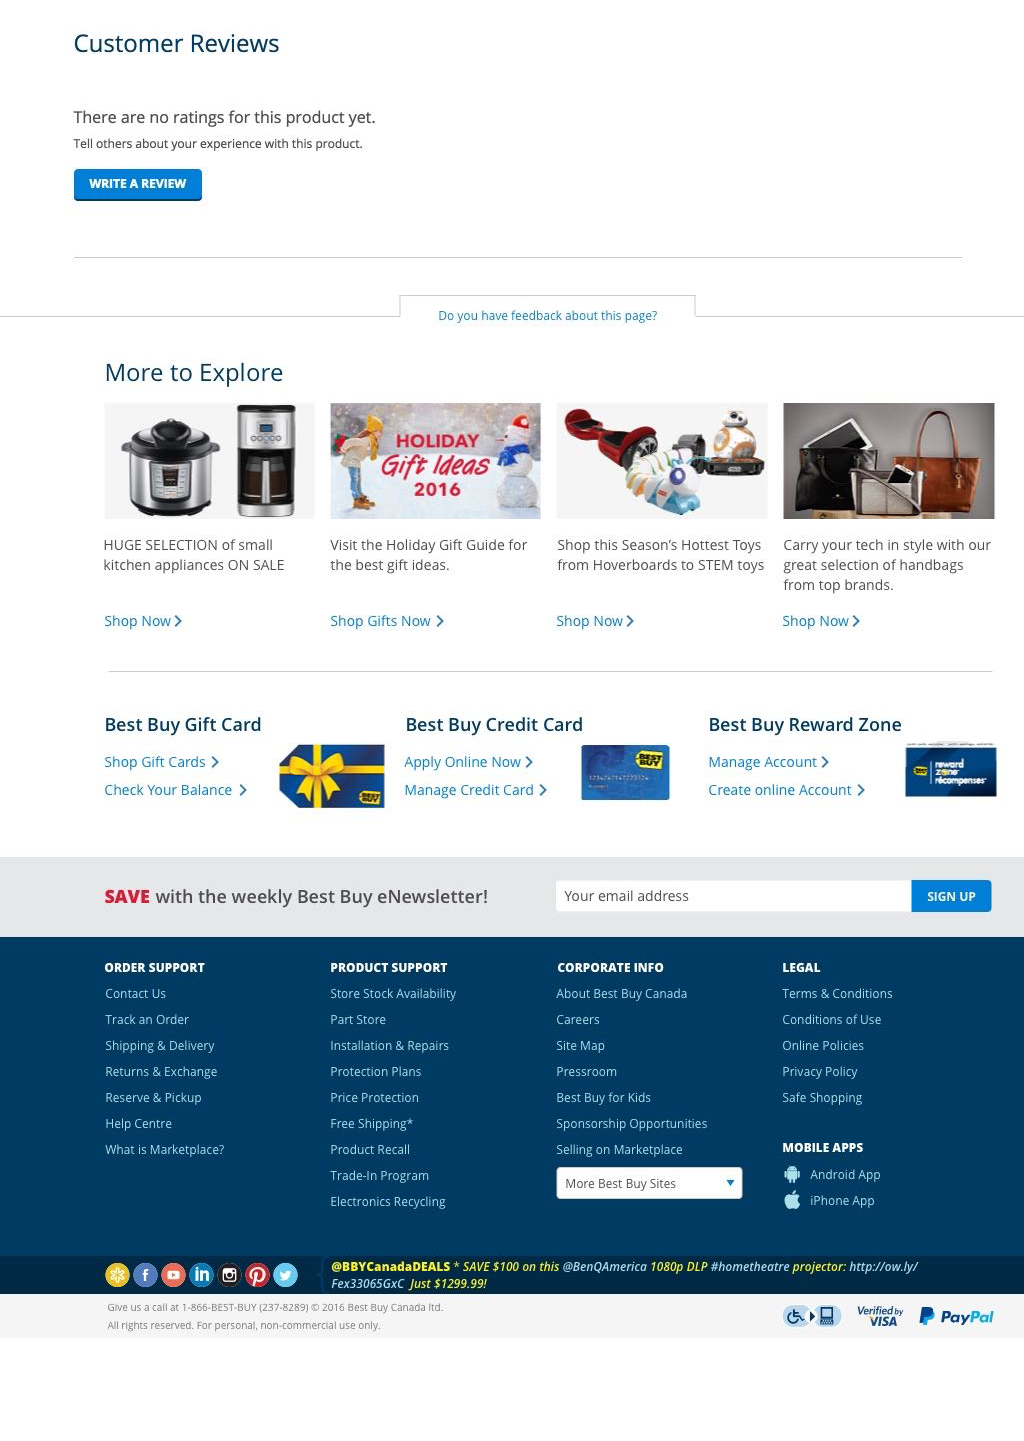 Customer Reviews
There are no ratings for this product yet.
Tell others about your experience with this product.
WRITE A REVIEW
Do you have feedback about this page?
More to Explore
HOLIDAY
Gift Ideas
2016
HUGE SELECTION of small
kitchen appliances ON SALE
Shop Now
Visit the Holiday Gift Guide for
the best gift ideas.
Shop Gifts Now
Shop this Season's Hottest Toys
from Hoverboards to STEM toys
Shop Now
Carry your tech in style with our
great selection of handbags
from top brands.
Shop Now
Best Buy Gift Card
Shop Gift Cards
Check Your Balance
BEST
BUY
Best Buy Credit Card
Apply Online Now
Manage Credit Card
BEST
BUY
Best Buy Reward Zone
Manage Account
Create online Account
reward
zone
récompenses
SAVE with the weekly Best Buy eNewsletter!
Your email address
SIGN UP
ORDER SUPPORT
Contact Us
Track an Order
Shipping & Delivery
Returns & Exchange
Reserve & Pickup
Help Centre
What is Marketplace?
PRODUCT SUPPORT
Store Stock Availability
Part Store
Installation & Repairs
Protection Plans
Price Protection
Free Shipping*
Product Recall
Trade-In Program
Electronics Recycling
CORPORATE INFO
About Best Buy Canada
Careers
Site Map
Pressroom
Best Buy for Kids
Sponsorship Opportunities
Selling on Marketplace
More Best Buy Sites
LEGAL
Terms & Conditions
Conditions of Use
Online Policies
Privacy Policy
Safe Shopping
MOBILE APPS
Android App
iPhone App
@BBYCanadaDEALS * SAVE $100 on this @BenQAmerica 1080p DLP #hometheatre projector: http://ow.ly/
Fex33065GxC Just $1299.99!
Give us a call at 1-866-BEST-BUY (237-8289) © 2016 Best Buy Canada ltd.
All rights reserved. For personal, non-commercial use only.
Verified by
VISA
PayPal